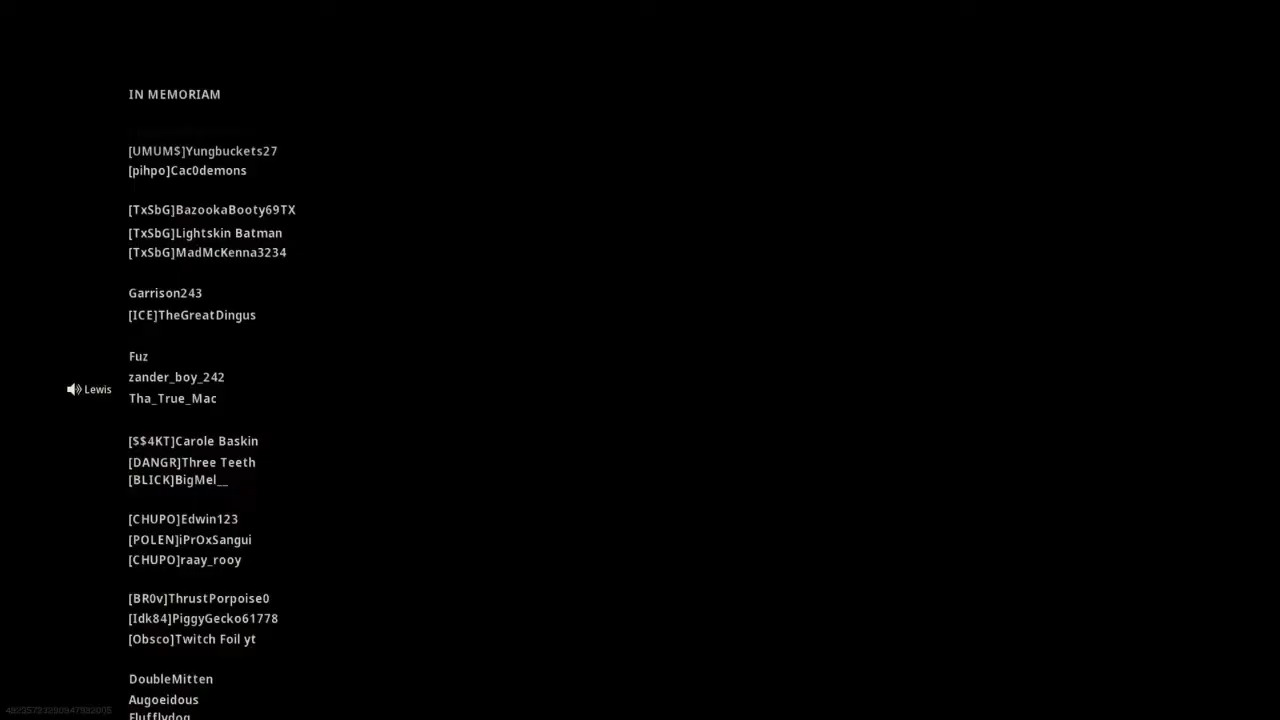 IN MEMORIAM
[UMUM$]Yungbuckets27
[pihpo]Cac0demons
[TxSbG]BazookaBooty69TX
[TxSbG]Lightskin Batman
[TxSbG]MadMcKenna3234
Garrison243
[ICE]TheGreatDingus
Fuz
zander_boy_242
Lewis
Tha_True_Mac
[$$4KT]Carole Baskin
[DANGR]Three Teeth
[BLICK]BigMel__
[CHUPO]Edwin123
[POLEN]iPrOxSangui
[CHUPO]raay_rooy
[BR0v]ThrustPorpoise0
[Idk84]PiggyGecko61778
[Obsco]Twitch Foil yt
DoubleMitten
Augoeidous
Flufflydog